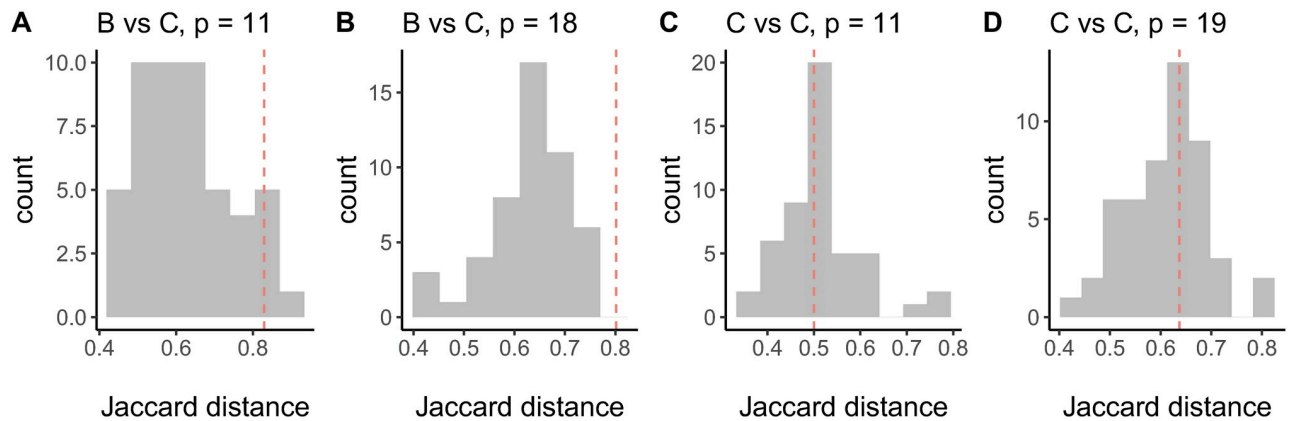 A B vs C, p = 11
10.0
7.5
5.0
2.5
0.0
count
0.4 0.6 0.8
Jaccard distance
B B vs C, p = 18
15
10
5
0
count
0.4 0.5 0.6 0.7 0.8
Jaccard distance
C C vs C, p = 11
20
15
10
5
0
count
0.4 0.5 0.6 0.7 0.8
Jaccard distance
D C vs C, p = 19
10
5
0
count
0.4 0.5 0.6 0.7 0.8
Jaccard distance